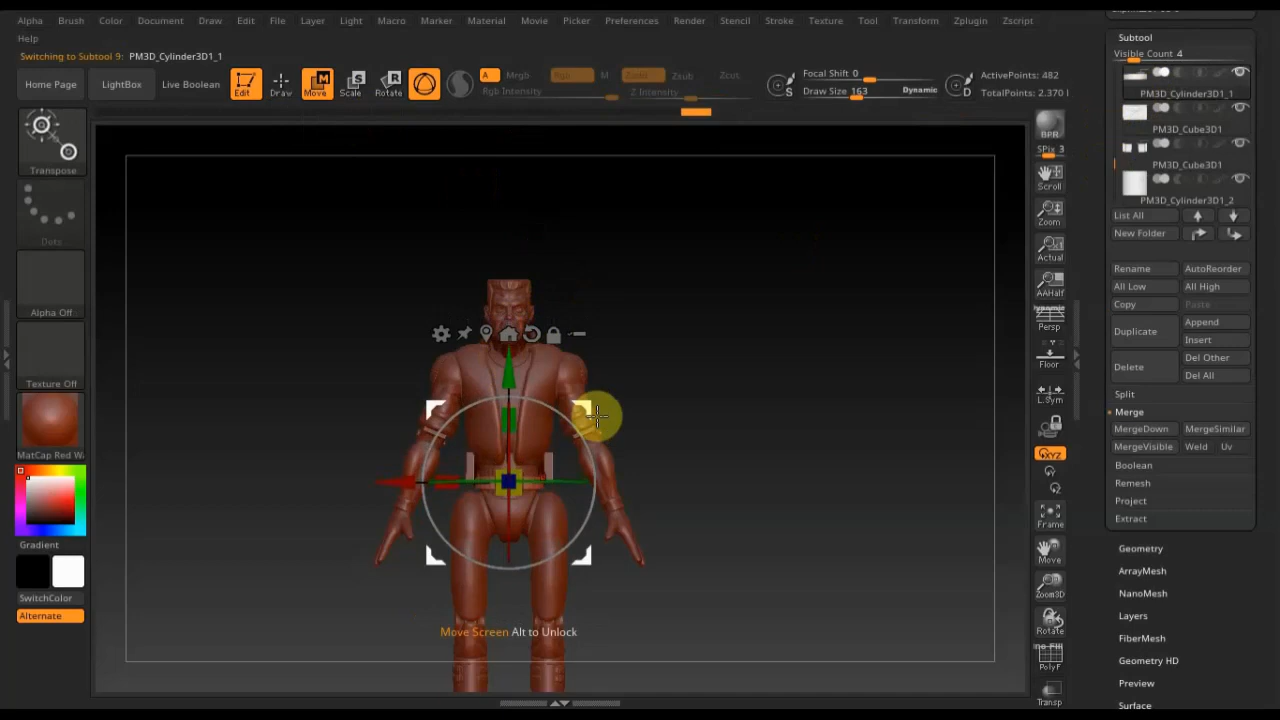 Alpha Brush Color Document Draw Edit File Layer Light Macro Marker Material Movie Picker Preferences Render Stencil Stroke Texture Tool Transform Zplugin Zscript
Help
Switching to Subtool 9: PM3D_Cylinder3D1_1
Home Page
LightBox
Live Boolean
Edit
Draw
Move
Scale
Rotate
A Mrgb Rgb M Zadd Zsub Zcut
Rgb Intensity
Z Intensity
Focal Shift 0
Draw Size 163
Dynamic
S
D
ActivePoints: 482
TotalPoints: 2.370
Transpose
Dots
Alpha Off
Texture Off
MatCap Red Wa
Gradient
SwitchColor
Alternate
Move Screen Alt to Unlock
BPR
SPix 3
Scroll
Zoom
Actual
AAHalf
Dynamic
Persp
Floor
L.Sym
XYZ
Y
Z
Frame
Move
Zoom3D
Rotate
PolyF
Transp
Subtool
Visible Count 4
PM3D_Cylinder3D1_1
PM3D_Cube3D1
PM3D_Cube3D1
PM3D_Cylinder3D1_2
List All
New Folder
Rename AutoReorder
All Low All High
Copy Paste
Duplicate Append
Insert
Delete Del Other
Del All
Split
Merge
MergeDown MergeSimilar
MergeVisible Weld Uv
Boolean
Remesh
Project
Extract
Geometry
ArrayMesh
NanoMesh
Layers
FiberMesh
Geometry HD
Preview
Surface